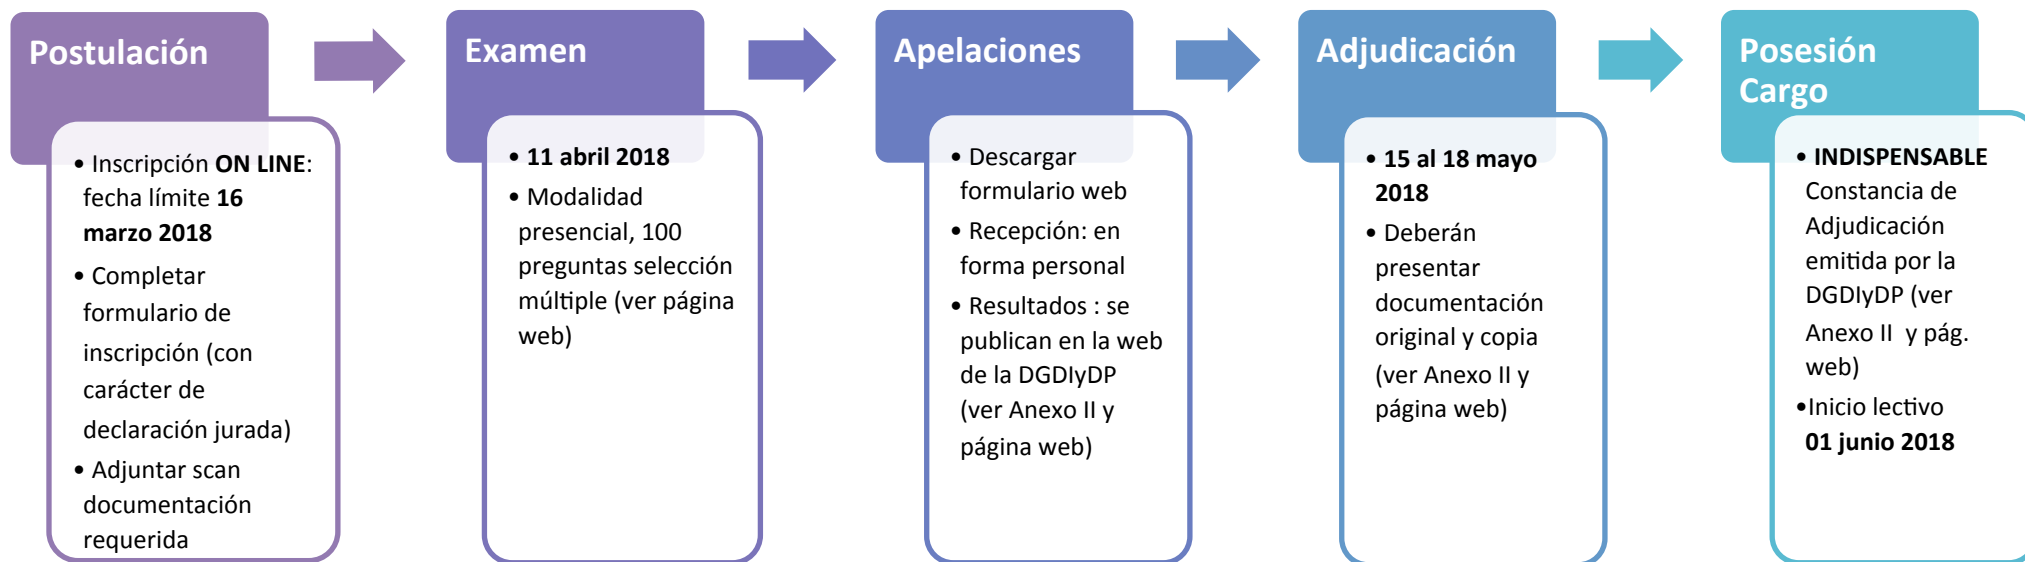 Postulación
• Inscripción ON LINE:
fecha límite 16
marzo 2018
• Completar
formulario de
inscripción (con
carácter de
declaración jurada)
• Adjuntar scan
documentación
requerida
Examen
• 11 abril 2018
• Modalidad
presencial, 100
preguntas selección
múltiple (ver página
web)
Apelaciones
• Descargar
formulario web
• Recepción: en
forma personal
• Resultados : se
publican en la web
de la DGDIyDP
(ver Anexo II y
página web)
Adjudicación
• 15 al 18 mayo
2018
• Deberán
presentar
documentación
original y copia
(ver Anexo II y
página web)
Posesión
Cargo
• INDISPENSABLE
Constancia de
Adjudicación
emitida por la
DGDIyDP (ver
Anexo II y pág.
web)
•Inicio lectivo
01 junio 2018